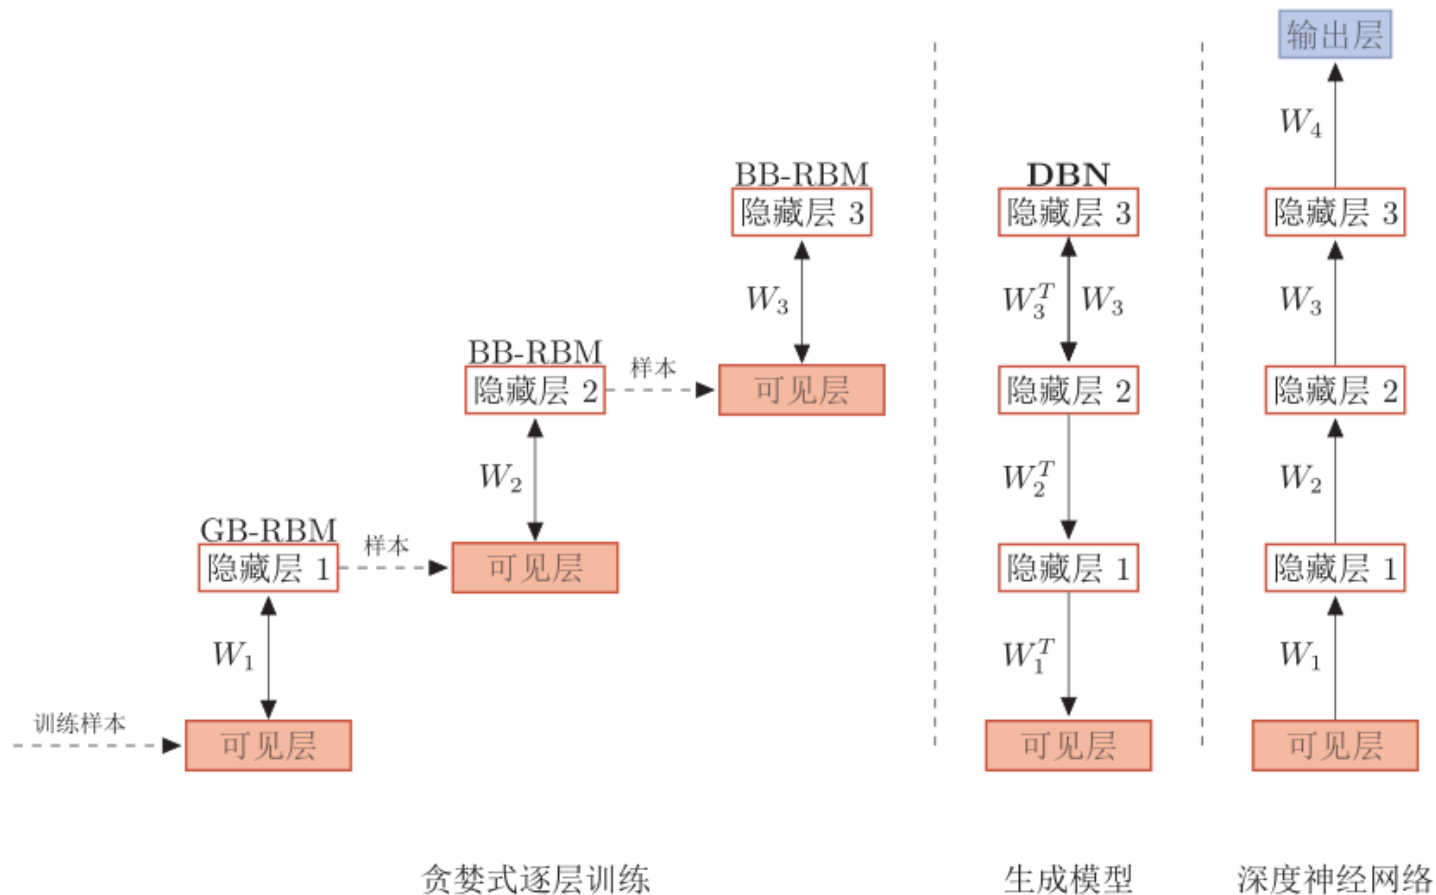 输出层
W₄
BB-RBM
隐藏层 3
DBN
隐藏层 3
隐藏层 3
W₃
W₃ᵀ W₃
W₃
BB-RBM
隐藏层 2
样本
可见层
隐藏层 2
隐藏层 2
W₂
W₂ᵀ
W₂
GB-RBM
隐藏层 1
样本
可见层
隐藏层 1
隐藏层 1
W₁
W₁ᵀ
W₁
训练样本
可见层
可见层
可见层
贪婪式逐层训练
生成模型
深度神经网络